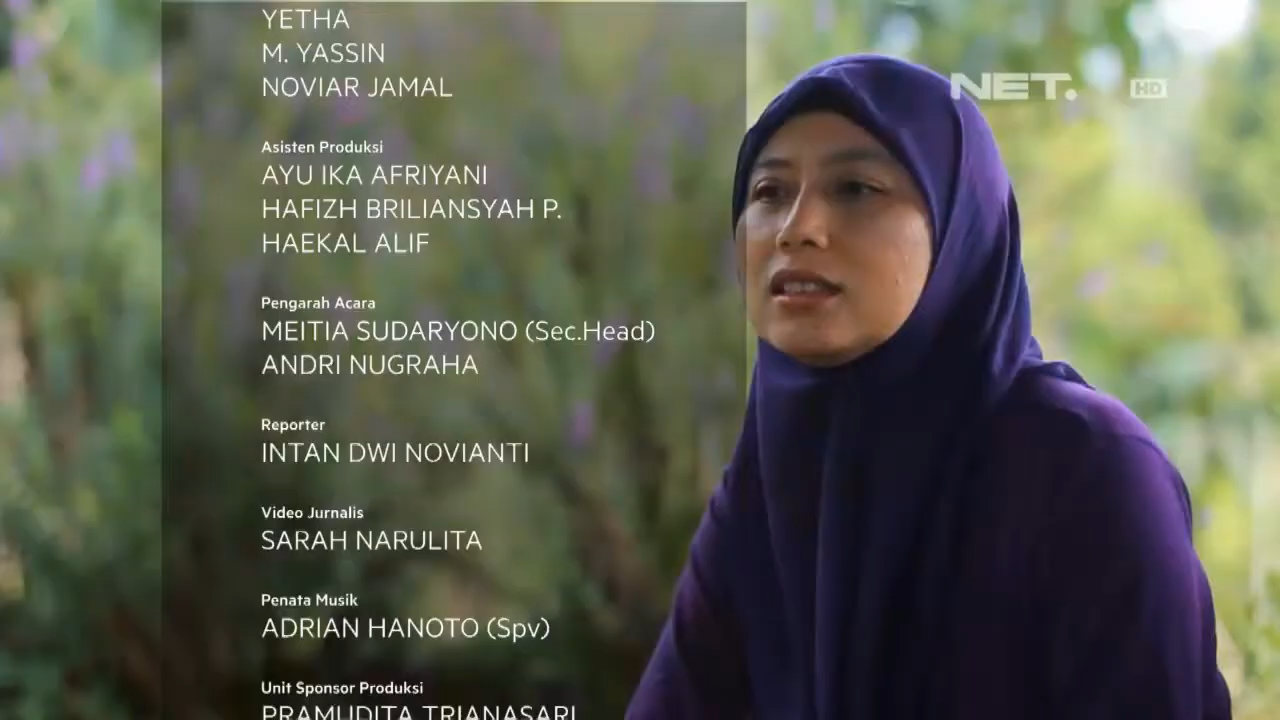 YETHA
M. YASSIN
NOVIAR JAMAL
Asisten Produksi
AYU IKA AFRIYANI
HAFIZH BRILIANSYAH P.
HAEKAL ALIF
Pengarah Acara
MEITIA SUDARYONO (Sec.Head)
ANDRI NUGRAHA
Reporter
INTAN DWI NOVIANTI
Video Jurnalis
SARAH NARULITA
Penata Musik
ADRIAN HANOTO (Spv)
Unit Sponsor Produksi
PRAMUDITA TRIANASARI
NET.
HD